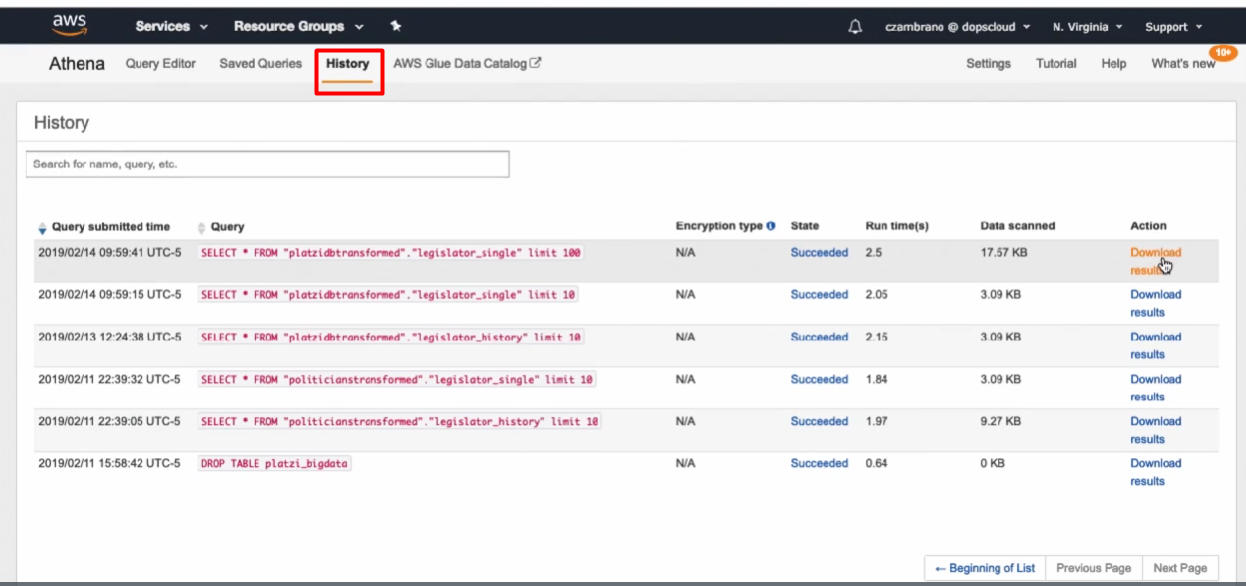 aws Services Resource Groups czambrano @ dopscloud N. Virginia Support
Athena Query Editor Saved Queries History AWS Glue Data Catalog Settings Tutorial Help What's new 10+
History
Search for name, query, etc.
Query submitted time Query Encryption type State Run time(s) Data scanned Action
2019/02/14 09:59:41 UTC-5 SELECT * FROM "platzidbtransformed"."legislator_single" limit 100 N/A Succeeded 2.5 17.57 KB Download
results
2019/02/14 09:59:15 UTC-5 SELECT * FROM "platzidbtransformed"."legislator_single" limit 10 N/A Succeeded 2.05 3.09 KB Download
results
2019/02/13 12:24:38 UTC-5 SELECT * FROM "platzidbtransformed"."legislator_history" limit 10 N/A Succeeded 2.15 3.09 KB Download
results
2019/02/11 22:39:32 UTC-5 SELECT * FROM "politicianstransformed"."legislator_single" limit 10 N/A Succeeded 1.84 3.09 KB Download
results
2019/02/11 22:39:05 UTC-5 SELECT * FROM "politicianstransformed"."legislator_history" limit 10 N/A Succeeded 1.97 9.27 KB Download
results
2019/02/11 15:58:42 UTC-5 DROP TABLE platzi_bigdata N/A Succeeded 0.64 0 KB Download
results
← Beginning of List Previous Page Next Page